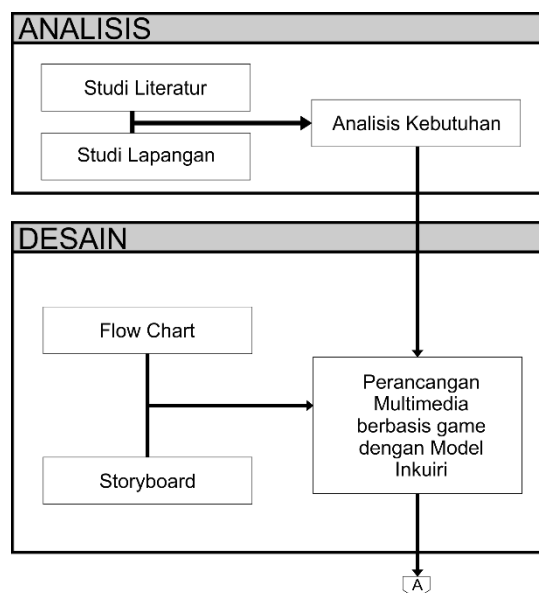 ANALISIS
Studi Literatur
Studi Lapangan
Analisis Kebutuhan
DESAIN
Flow Chart
Storyboard
Perancangan
Multimedia
berbasis game
dengan Model
Inkuiri
A